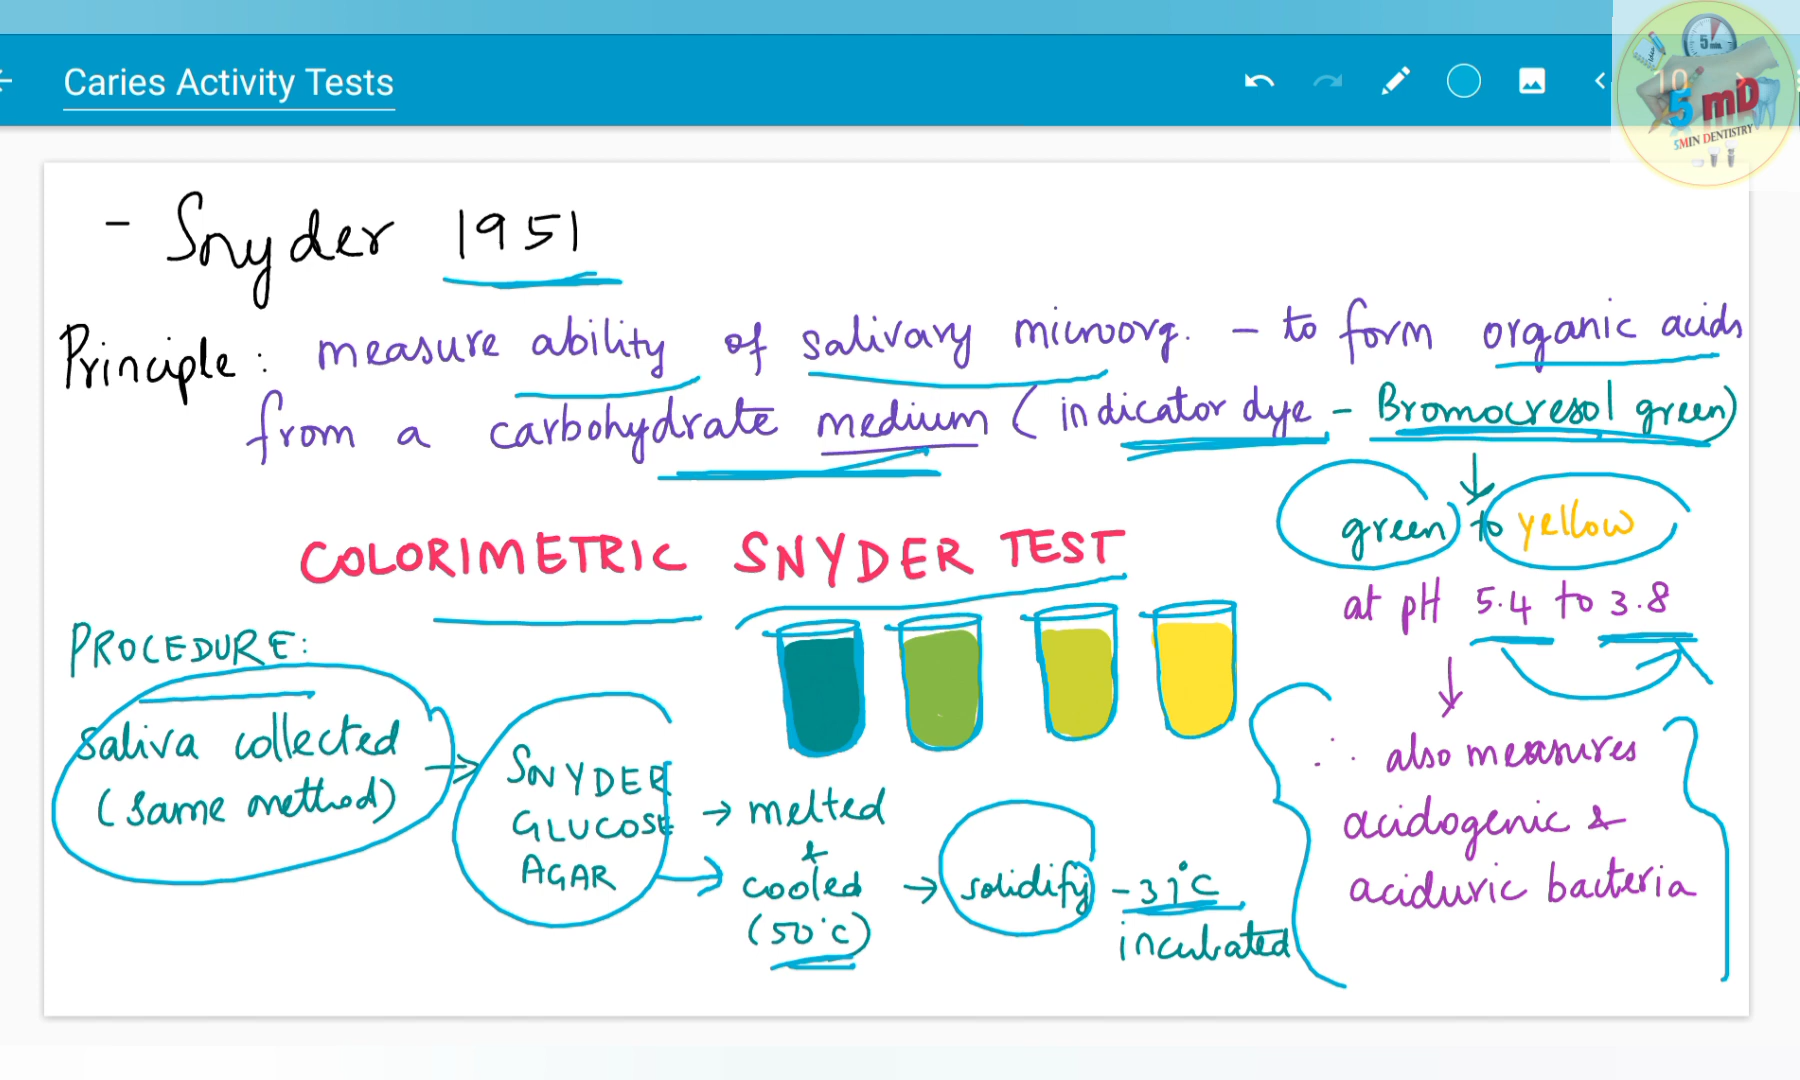 Caries Activity Tests
10
5
5 mD
5MIN DENTISTRY
- Snyder 1951
Principle: measure ability of salivary microorg. - to form organic acids
from a carbohydrate medium (indicator dye - Bromocresol green)
↓
green to yellow
at pH 5.4 to 3.8
↓
∴ also measures
acidogenic &
aciduric bacteria
COLORIMETRIC SNYDER TEST
PROCEDURE:
saliva collected
(same method)
→ SNYDER
GLUCOSE
AGAR
→ melted
&
cooled
(50°C)
→ solidify - 37°C
incubated